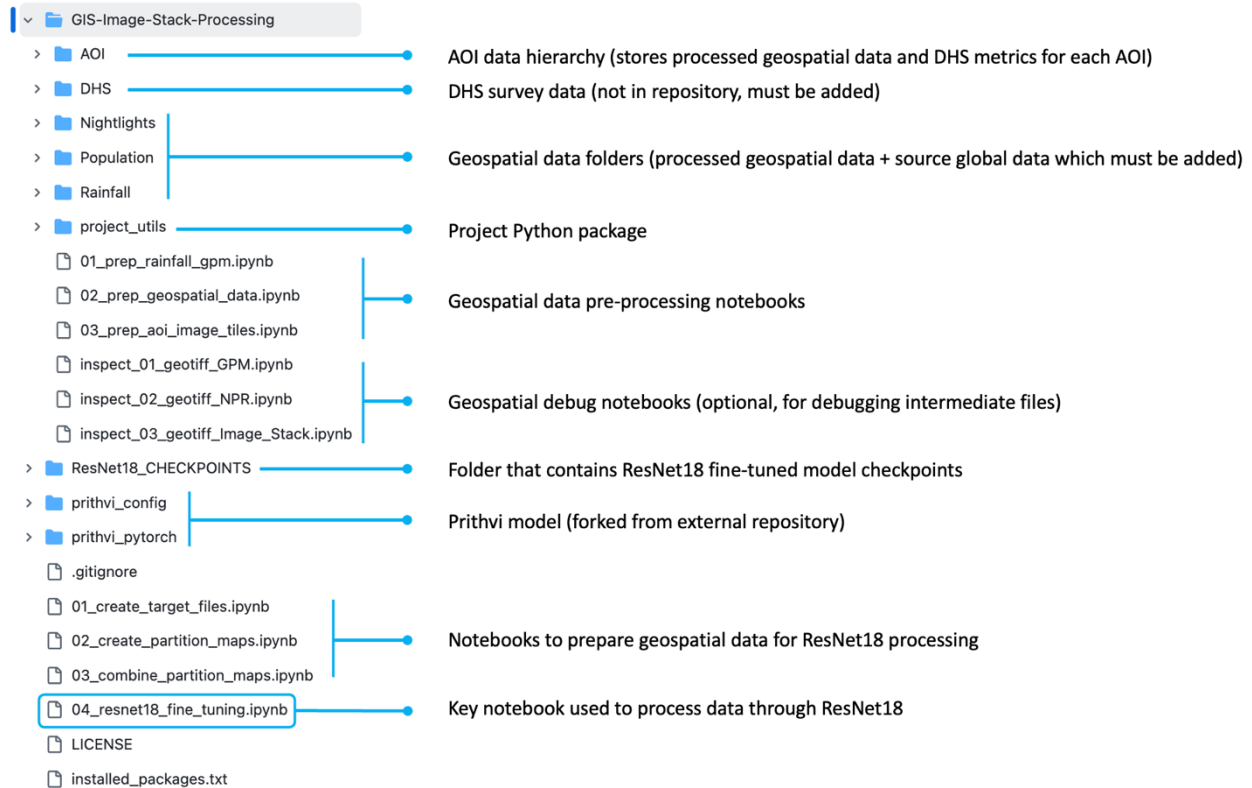 GIS-Image-Stack-Processing
AOI
AOI data hierarchy (stores processed geospatial data and DHS metrics for each AOI)
DHS
DHS survey data (not in repository, must be added)
Nightlights
Population
Geospatial data folders (processed geospatial data + source global data which must be added)
Rainfall
project_utils
Project Python package
01_prep_rainfall_gpm.ipynb
02_prep_geospatial_data.ipynb
Geospatial data pre-processing notebooks
03_prep_aoi_image_tiles.ipynb
inspect_01_geotiff_GPM.ipynb
inspect_02_geotiff_NPR.ipynb
Geospatial debug notebooks (optional, for debugging intermediate files)
inspect_03_geotiff_Image_Stack.ipynb
ResNet18_CHECKPOINTS
Folder that contains ResNet18 fine-tuned model checkpoints
prithvi_config
Prithvi model (forked from external repository)
prithvi_pytorch
.gitignore
01_create_target_files.ipynb
02_create_partition_maps.ipynb
Notebooks to prepare geospatial data for ResNet18 processing
03_combine_partition_maps.ipynb
04_resnet18_fine_tuning.ipynb
Key notebook used to process data through ResNet18
LICENSE
installed_packages.txt